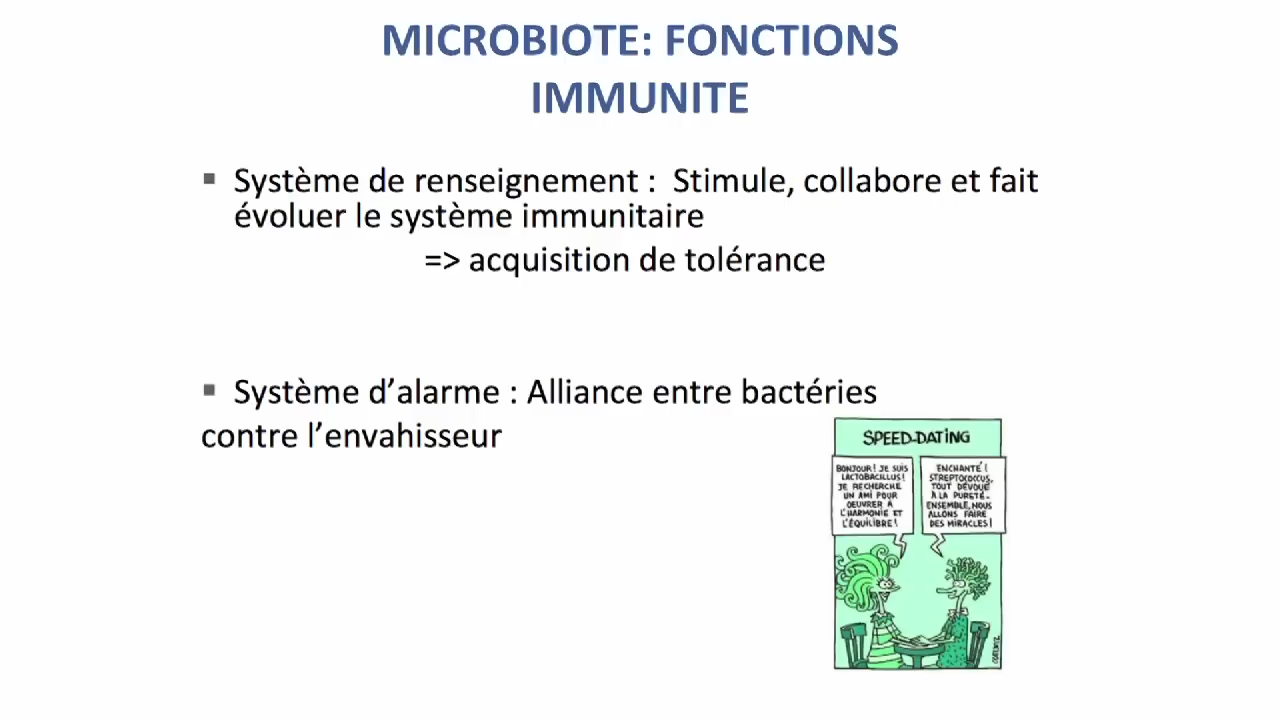 MICROBIOTE: FONCTIONS
IMMUNITE
▪ Système de renseignement : Stimule, collabore et fait
évoluer le système immunitaire
=> acquisition de tolérance
▪ Système d’alarme : Alliance entre bactéries
contre l’envahisseur
SPEED-DATING
BONJOUR! JE SUIS
LACTOBACILLUS!
JE RECHERCHE
UN AMI POUR
OEUVRER À
L'HARMONIE ET
L'ÉQUILIBRE!
ENCHANTÉ!
STREPTOCOCCUS,
TOUT DÉVOUÉ
À LA PURETÉ.
ENSEMBLE, NOUS
ALLONS FAIRE
DES MIRACLES!